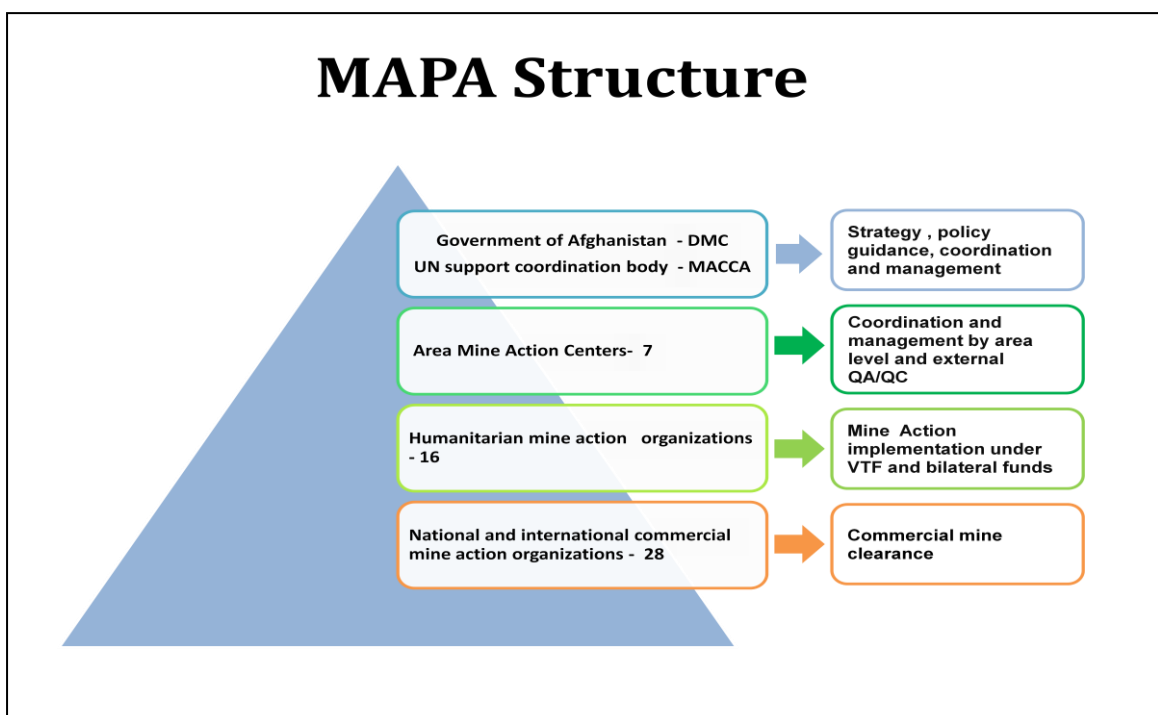 MAPA Structure
Government of Afghanistan - DMC
UN support coordination body - MACCA
Strategy , policy
guidance, coordination
and management
Area Mine Action Centers- 7
Coordination and
management by area
level and external
QA/QC
Humanitarian mine action organizations
- 16
Mine Action
implementation under
VTF and bilateral funds
National and international commercial
mine action organizations - 28
Commercial mine
clearance